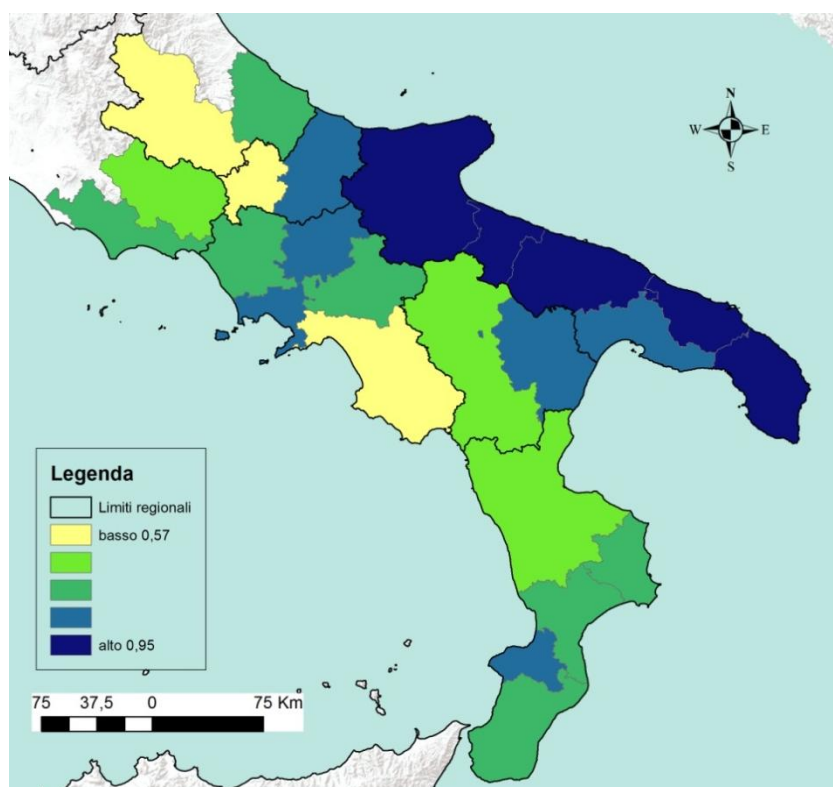 N
W E
S
Legenda
Limiti regionali
basso 0,57
alto 0,95
75 37,5 0 75 Km